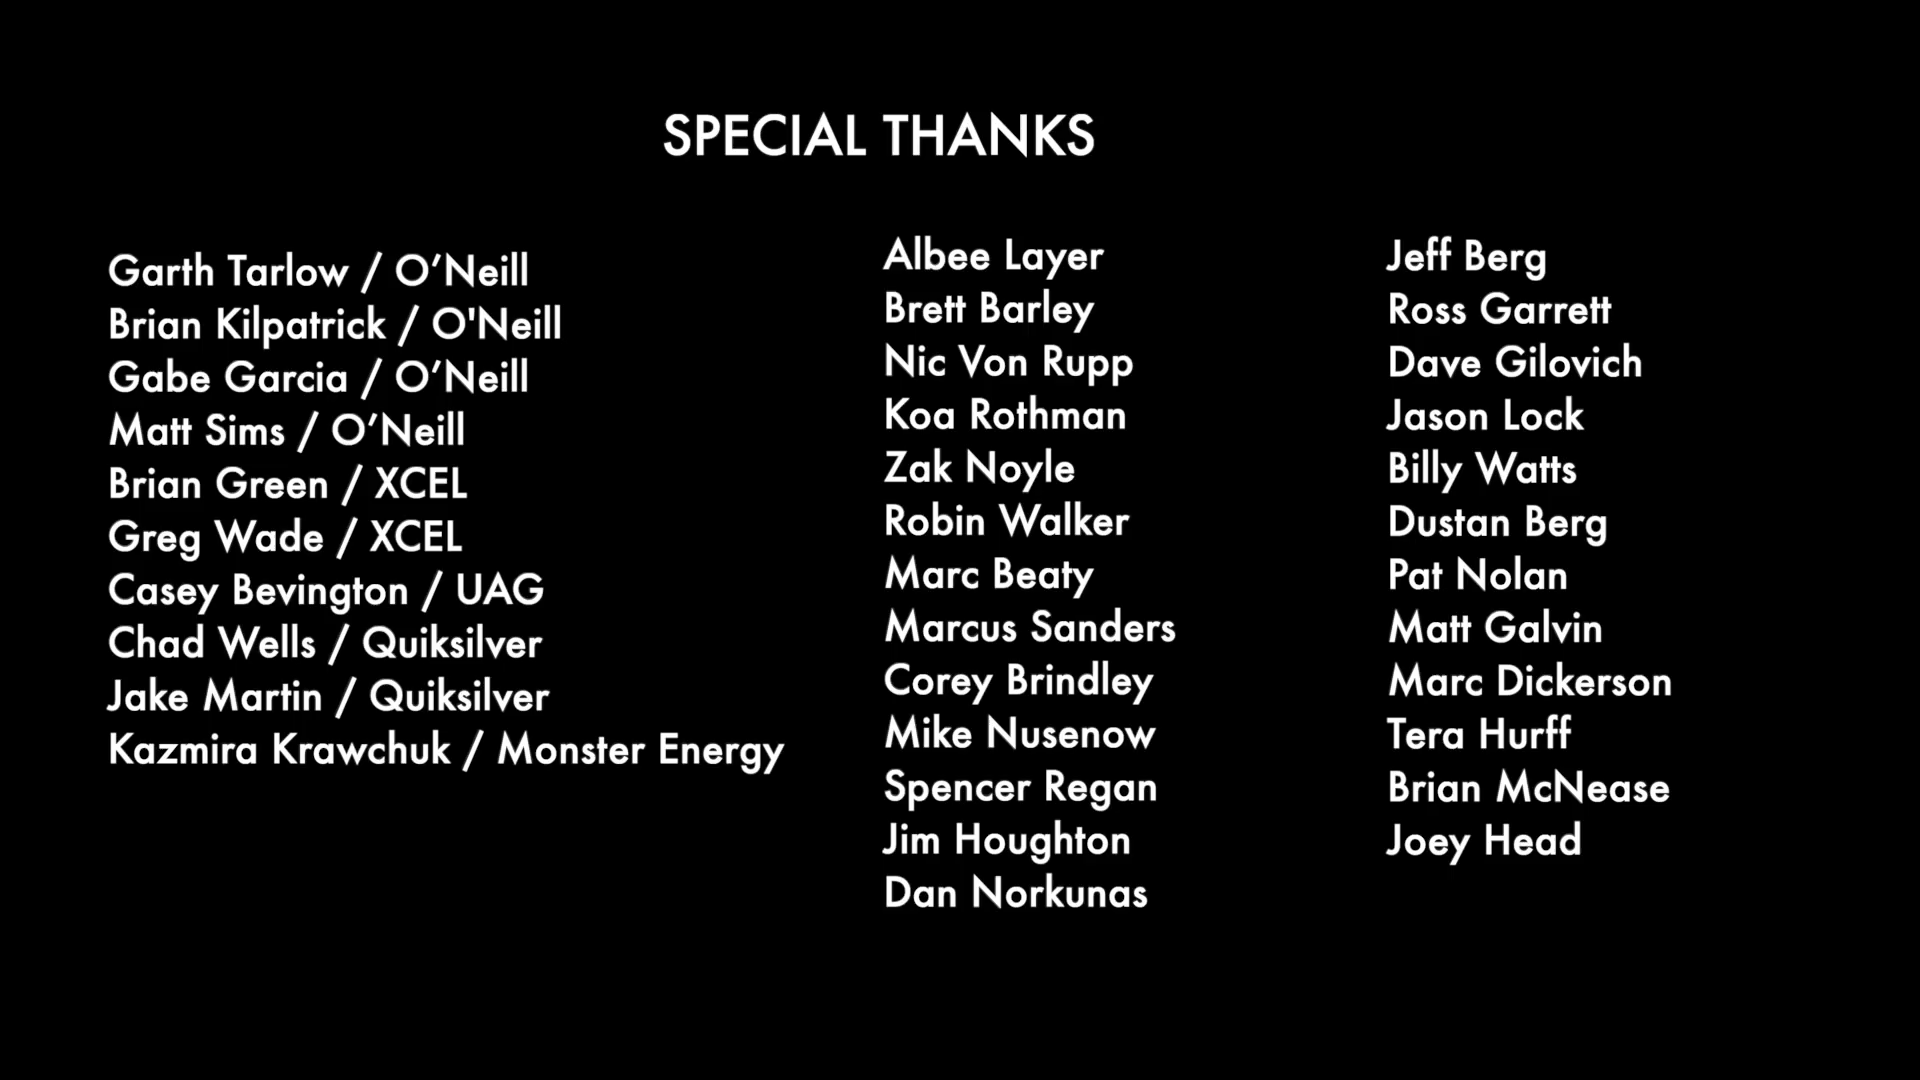 SPECIAL THANKS
Garth Tarlow / O’Neill
Brian Kilpatrick / O'Neill
Gabe Garcia / O’Neill
Matt Sims / O’Neill
Brian Green / XCEL
Greg Wade / XCEL
Casey Bevington / UAG
Chad Wells / Quiksilver
Jake Martin / Quiksilver
Kazmira Krawchuk / Monster Energy
Albee Layer
Brett Barley
Nic Von Rupp
Koa Rothman
Zak Noyle
Robin Walker
Marc Beaty
Marcus Sanders
Corey Brindley
Mike Nusenow
Spencer Regan
Jim Houghton
Dan Norkunas
Jeff Berg
Ross Garrett
Dave Gilovich
Jason Lock
Billy Watts
Dustan Berg
Pat Nolan
Matt Galvin
Marc Dickerson
Tera Hurff
Brian McNease
Joey Head